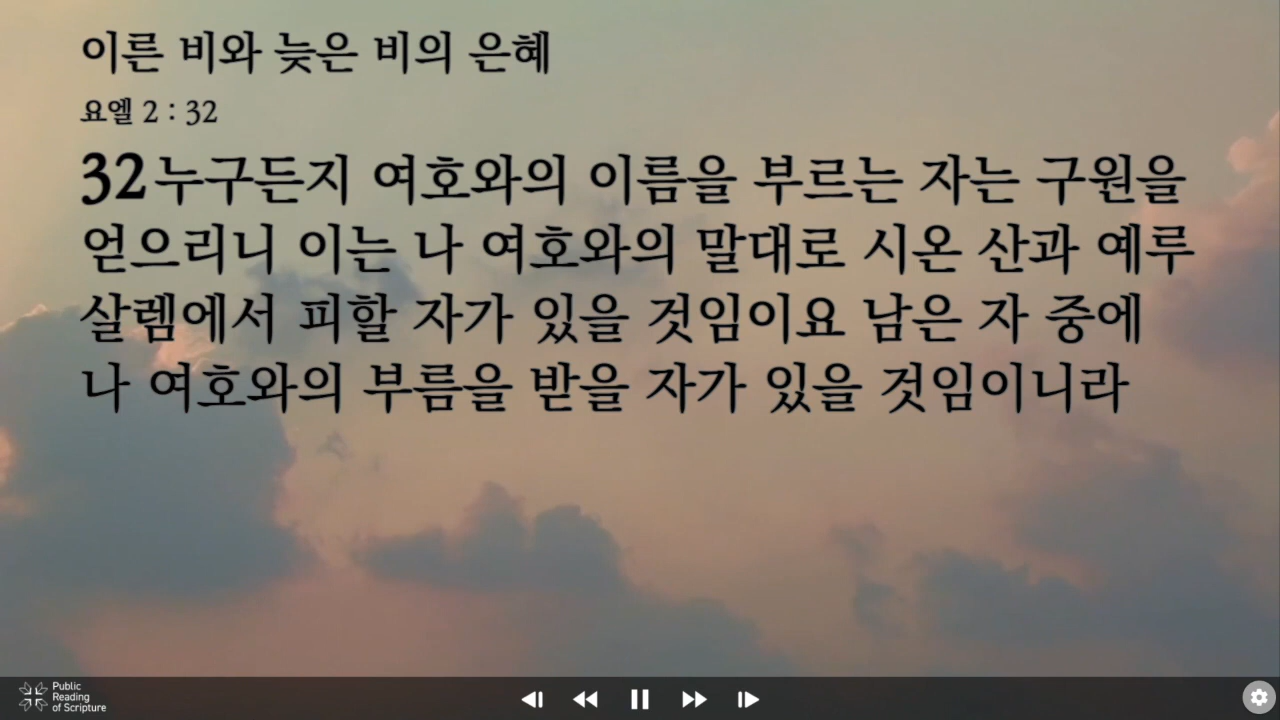 이른 비와 늦은 비의 은혜
요엘 2 : 32
32 누구든지 여호와의 이름을 부르는 자는 구원을
얻으리니 이는 나 여호와의 말대로 시온 산과 예루
살렘에서 피할 자가 있을 것임이요 남은 자 중에
나 여호와의 부름을 받을 자가 있을 것임이니라
Public
Reading
of Scripture